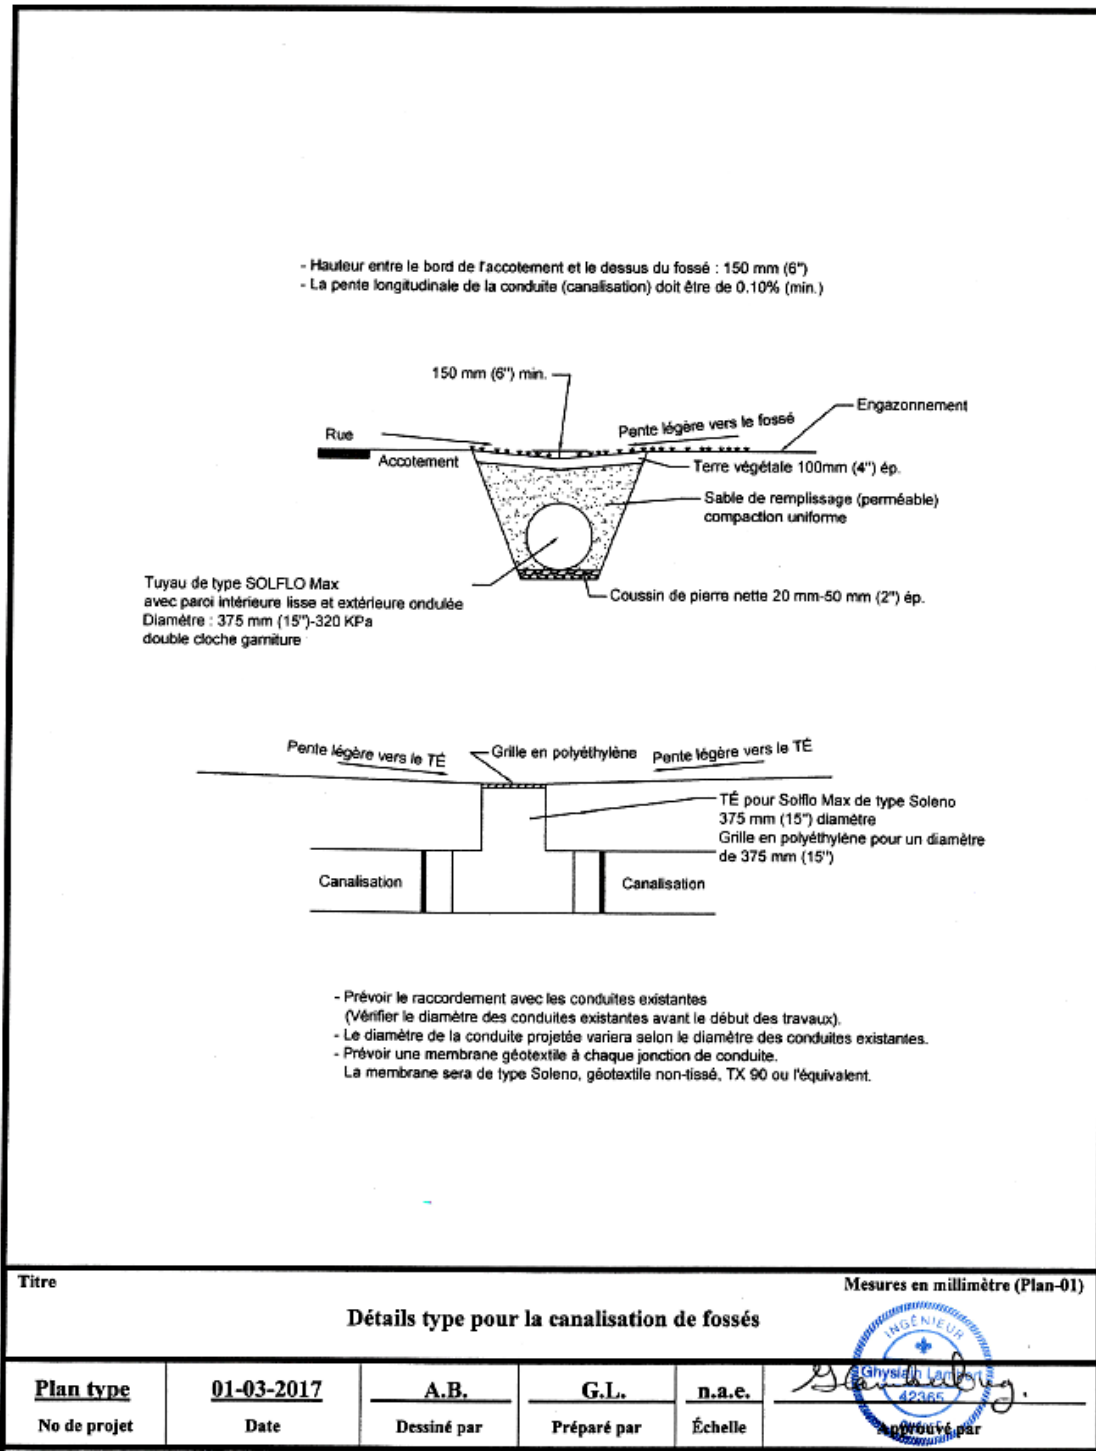 - Hauteur entre le bord de l'accotement et le dessus du fossé : 150 mm (6")
- La pente longitudinale de la conduite (canalisation) doit être de 0.10% (min.)
150 mm (6") min.
Engazonnement
Pente légère vers le fossé
Rue
Accotement
Terre végétale 100mm (4") ép.
Sable de remplissage (perméable)
compaction uniforme
Tuyau de type SOLFLO Max
avec paroi intérieure lisse et extérieure ondulée
Diamètre : 375 mm (15")-320 KPa
double cloche garniture
Coussin de pierre nette 20 mm-50 mm (2") ép.
Pente légère vers le TÉ
Grille en polyéthylène
Pente légère vers le TÉ
TÉ pour Solflo Max de type Soleno
375 mm (15") diamètre
Grille en polyéthylène pour un diamètre
de 375 mm (15")
Canalisation
Canalisation
- Prévoir le raccordement avec les conduites existantes
(Vérifier le diamètre des conduites existantes avant le début des travaux).
- Le diamètre de la conduite projetée variera selon le diamètre des conduites existantes.
- Prévoir une membrane géotextile à chaque jonction de conduite.
La membrane sera de type Soleno, géotextile non-tissé, TX 90 ou l'équivalent.
Titre
Mesures en millimètre (Plan-01)
Détails type pour la canalisation de fossés
INGÉNIEUR
Ghyslain Lambert
42365
Plan type
01-03-2017
A.B.
G.L.
n.a.e.
No de projet
Date
Dessiné par
Préparé par
Échelle
Approuvé par